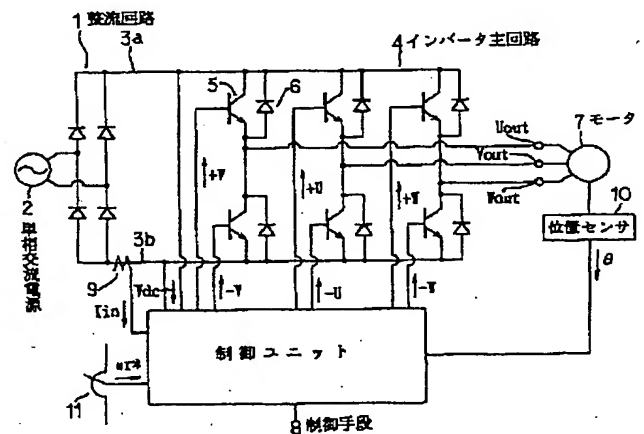 1 整流回路
3a
4 インバータ主回路
5
6
7 モータ
Uout
Vout
Wout
+V
+U
+W
10
位置センサ
θ
2 単相交流電源
3b
9
Vdc
-V
-U
-W
Iin
制御ユニット
ωr*
11
8 制御手段